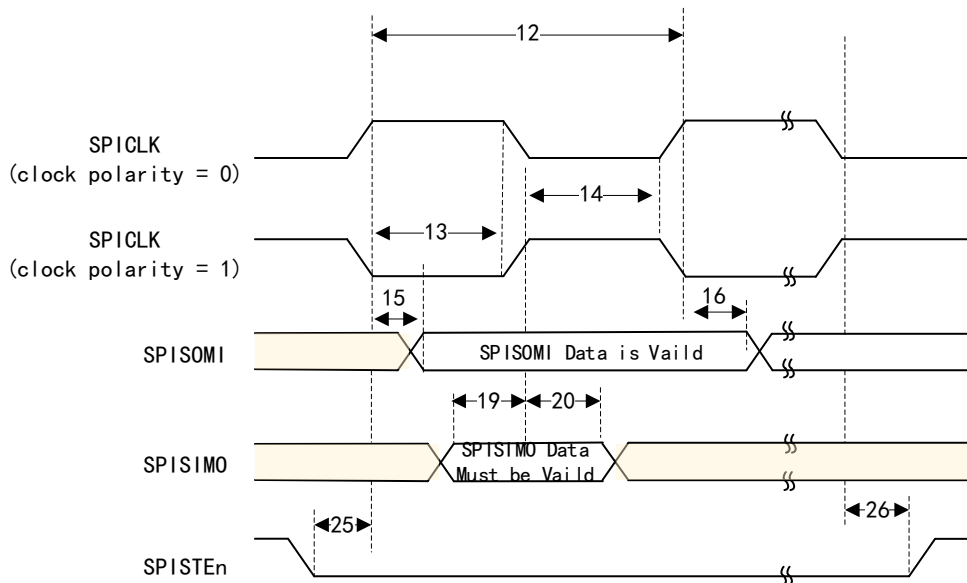 12
SPICLK
(clock polarity = 0)
14
13
SPICLK
(clock polarity = 1)
15
16
SPISOMI
SPISOMI Data is Vaild
19
20
SPISIMO
SPISIMO Data
Must be Vaild
25
26
SPISTEn